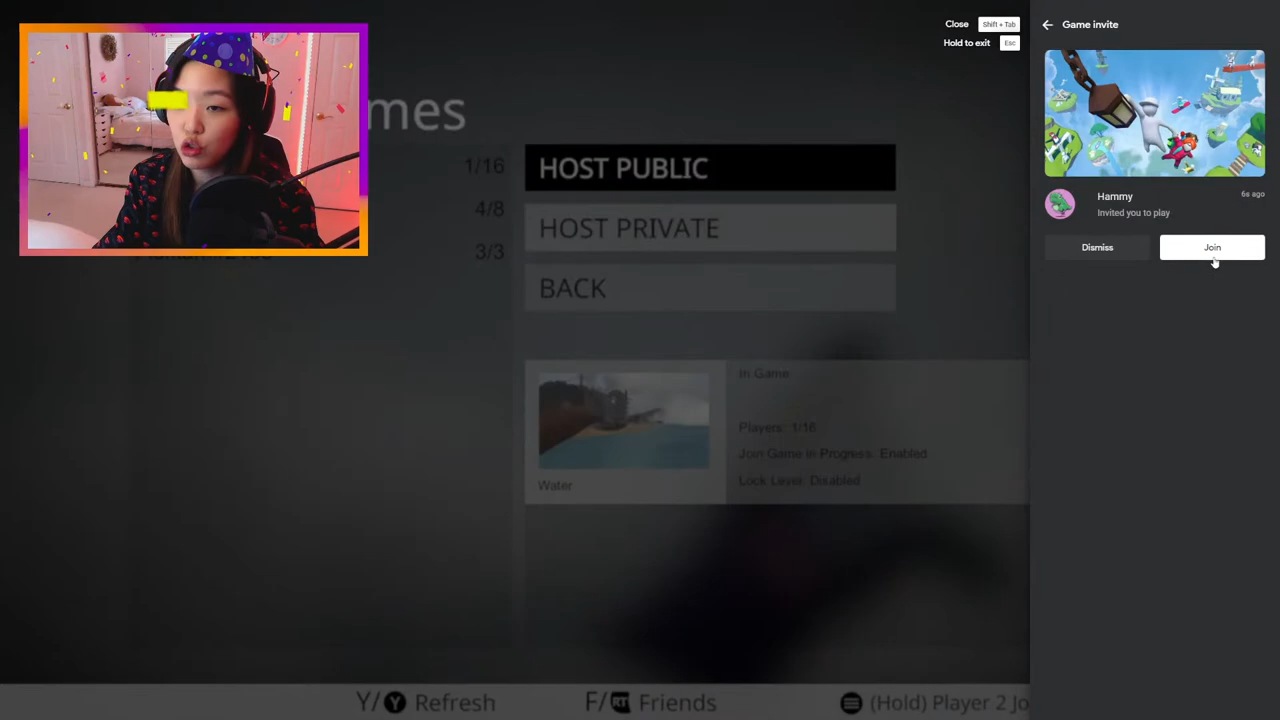 Close Shift + Tab
Hold to exit Esc
Game invite
mes
1/16
4/8
3/3
HOST PUBLIC
HOST PRIVATE
BACK
Hammy 6s ago
Invited you to play
Dismiss Join
In Game
Players: 1/16
Join Game in Progress: Enabled
Lock Level: Disabled
Water
Y/Y Refresh F/RT Friends (Hold) Player 2 Jo